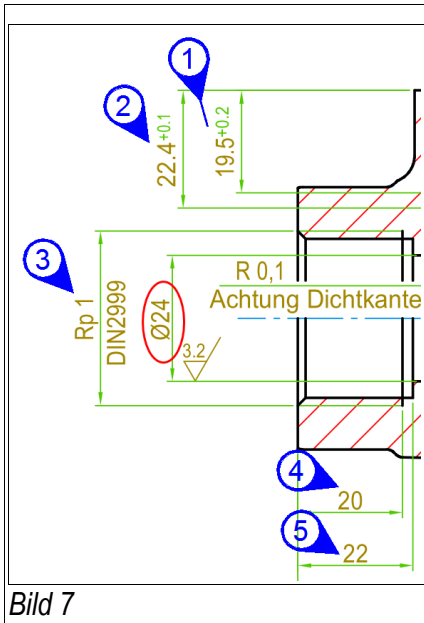 1
2
22.4+0.1
19.5+0.2
3
Rp 1
DIN2999
Ø24
3.2
R 0,1
Achtung Dichtkante
4
20
5
22
Bild 7